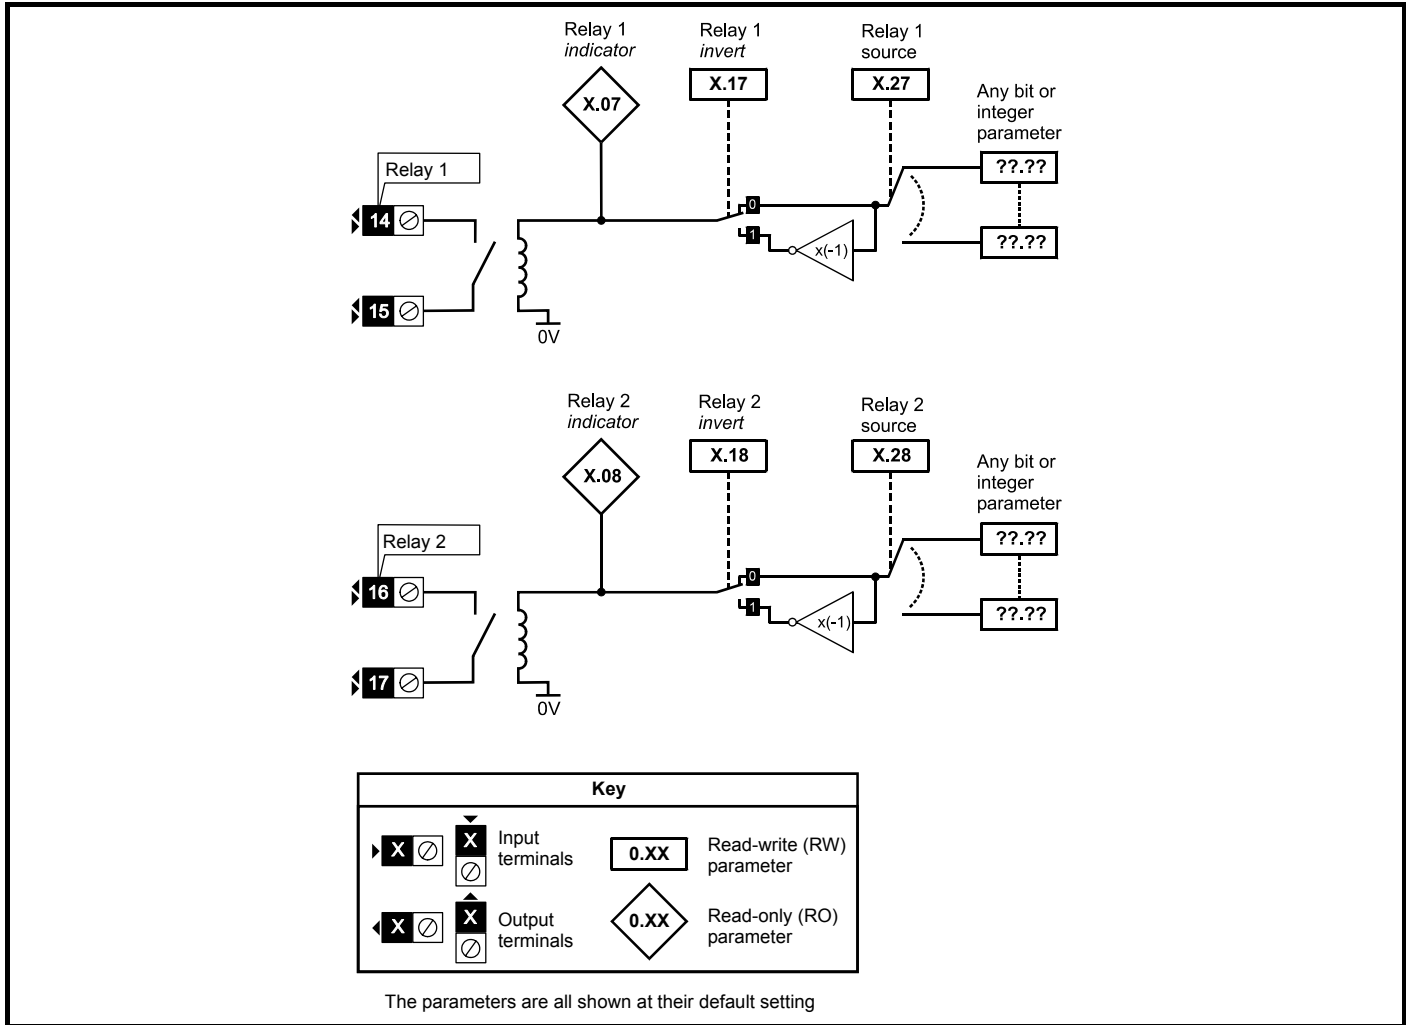 Relay 1
indicator
Relay 1
invert
Relay 1
source
X.07
X.17
X.27
Any bit or
integer
parameter
??.??
Relay 1
14
0
1
x(-1)
??.??
15
0V
Relay 2
indicator
Relay 2
invert
Relay 2
source
X.08
X.18
X.28
Any bit or
integer
parameter
??.??
Relay 2
16
0
1
x(-1)
??.??
17
0V
Key
X
X
Input
terminals
0.XX
Read-write (RW)
parameter
X
X
Output
terminals
0.XX
Read-only (RO)
parameter
The parameters are all shown at their default setting